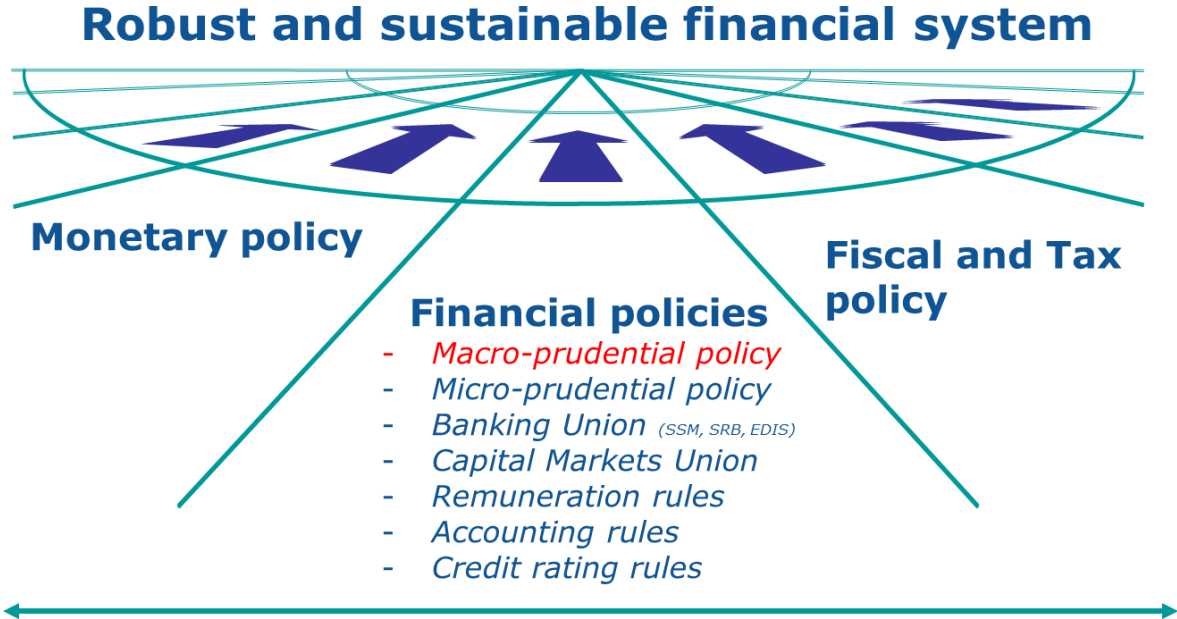 Robust and sustainable financial system
Monetary policy
Fiscal and Tax
policy
Financial policies
- Macro-prudential policy
- Micro-prudential policy
- Banking Union (SSM, SRB, EDIS)
- Capital Markets Union
- Remuneration rules
- Accounting rules
- Credit rating rules